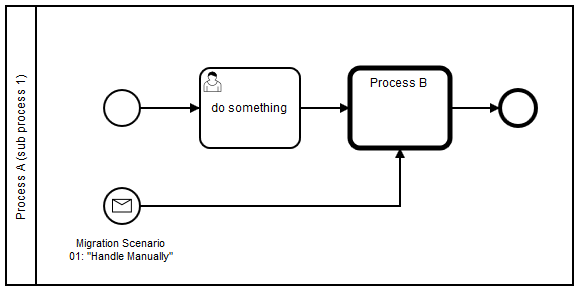 Process A (sub process 1)
do something
Process B
Migration Scenario
01: "Handle Manually"